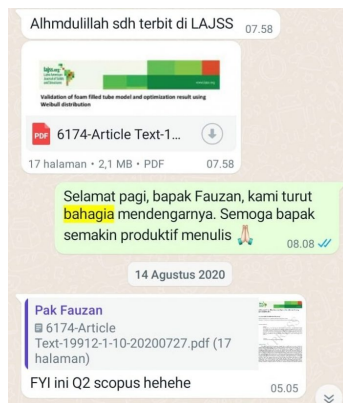 Alhmdulillah sdh terbit di LAJSS
07.58
Validation of foam filled tube model and optimization result using
Weibull distribution
PDF
6174-Article Text-1...
17 halaman • 2,1 MB • PDF
07.58
Selamat pagi, bapak Fauzan, kami turut
bahagia mendengarnya. Semoga bapak
semakin produktif menulis 🙏🏻
08.08
14 Agustus 2020
Pak Fauzan
6174-Article
Text-19912-1-10-20200727.pdf (17
halaman)
FYI ini Q2 scopus hehehe
05.05